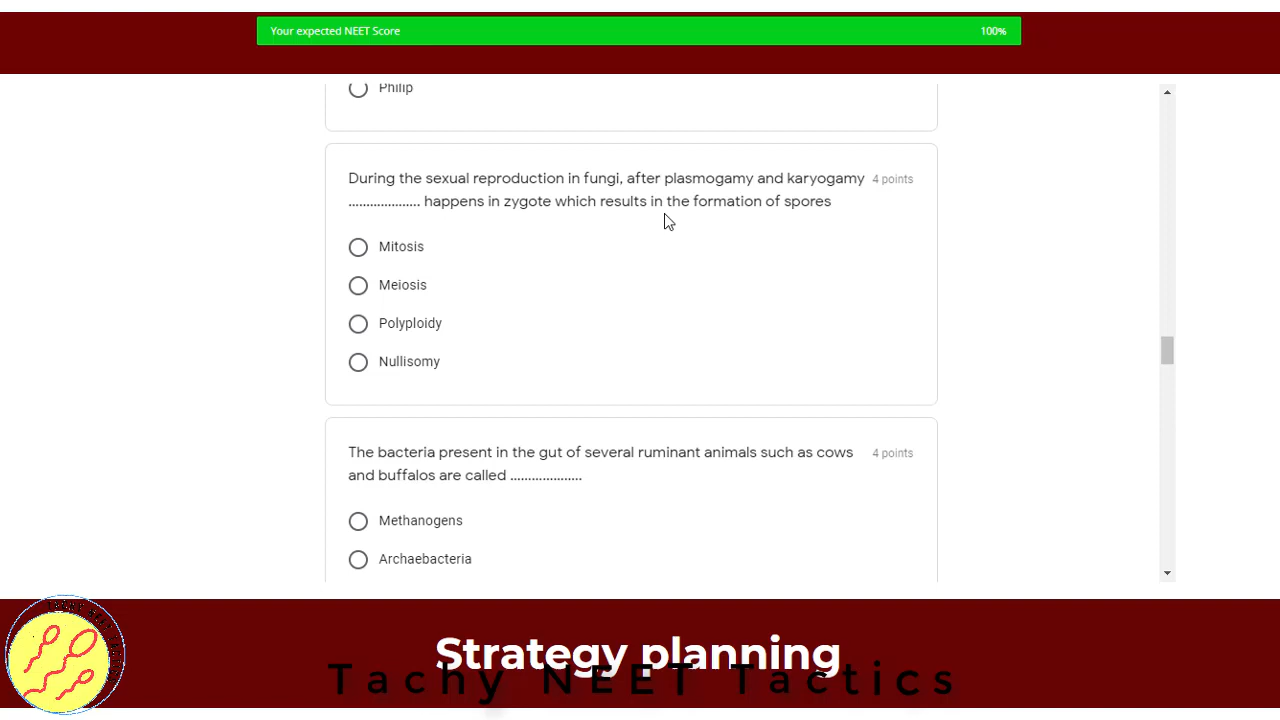 Your expected NEET Score 100%
Philip
During the sexual reproduction in fungi, after plasmogamy and karyogamy 4 points
.................... happens in zygote which results in the formation of spores
Mitosis
Meiosis
Polyploidy
Nullisomy
The bacteria present in the gut of several ruminant animals such as cows 4 points
and buffalos are called ....................
Methanogens
Archaebacteria
Strategy planning
Tachy NEET Tactics